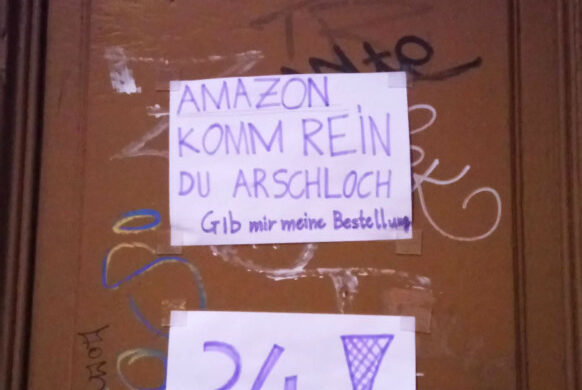 AMAZON
KOMM REIN
DU ARSCHLOCH
Gib mir meine Bestellung
24